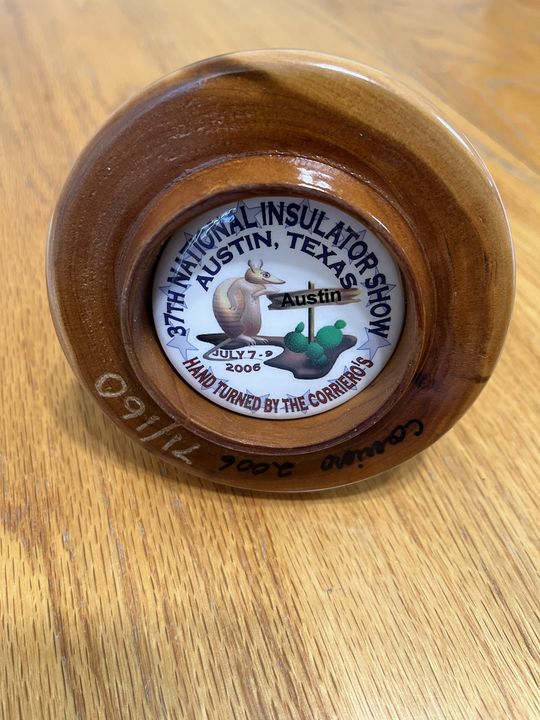 37TH NATIONAL INSULATOR SHOW
AUSTIN, TEXAS
Austin
JULY 7-9
2006
HAND TURNED BY THE CORRIERO'S
71/160
Corriero 2006